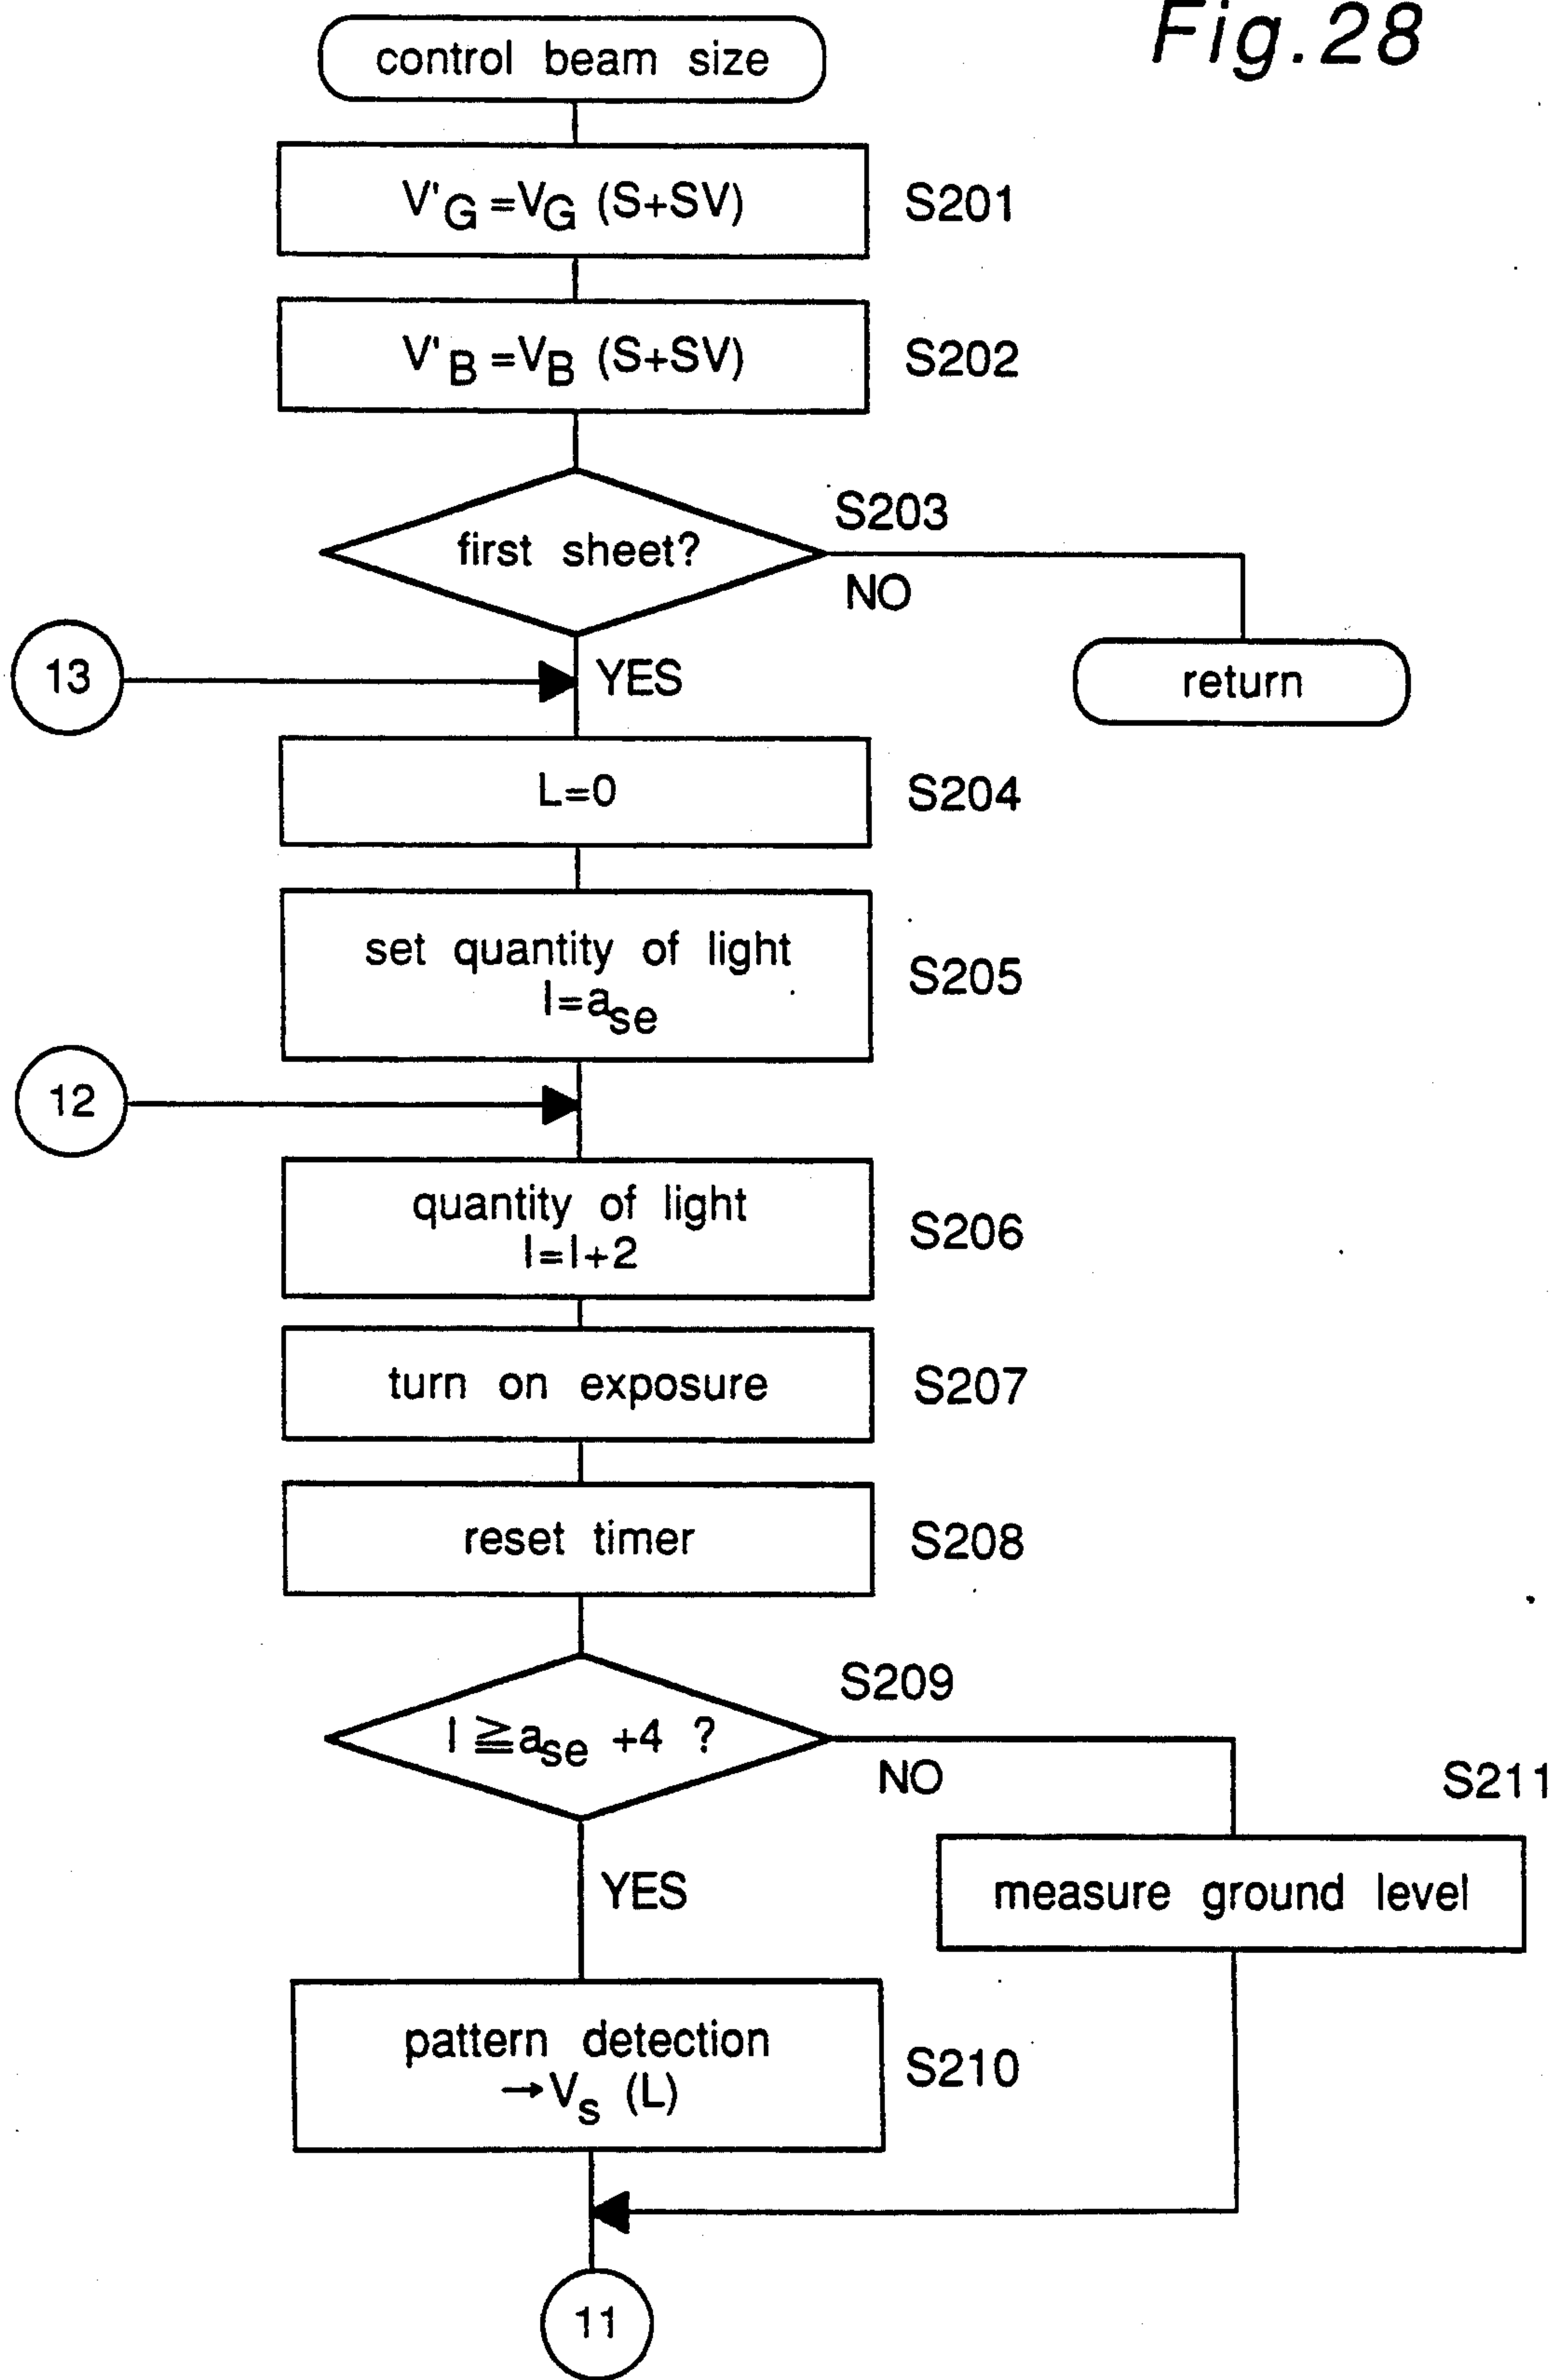 Fig.28
control beam size
V'G =VG (S+SV)
S201
V'B =VB (S+SV)
S202
first sheet?
S203
NO
return
13
YES
L=0
S204
set quantity of light
I=ase
S205
12
quantity of light
I=I+2
S206
turn on exposure
S207
reset timer
S208
I ≧ase +4 ?
S209
NO
S211
measure ground level
YES
pattern detection
→Vs (L)
S210
11